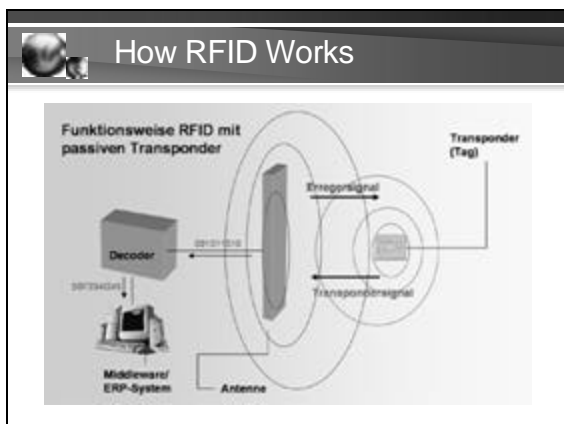 How RFID Works
Funktionsweise RFID mit
passiven Transponder
Transponder
(Tag)
Erregersignal
Decoder
Transpondersignal
Middleware/
ERP-System
Antenne